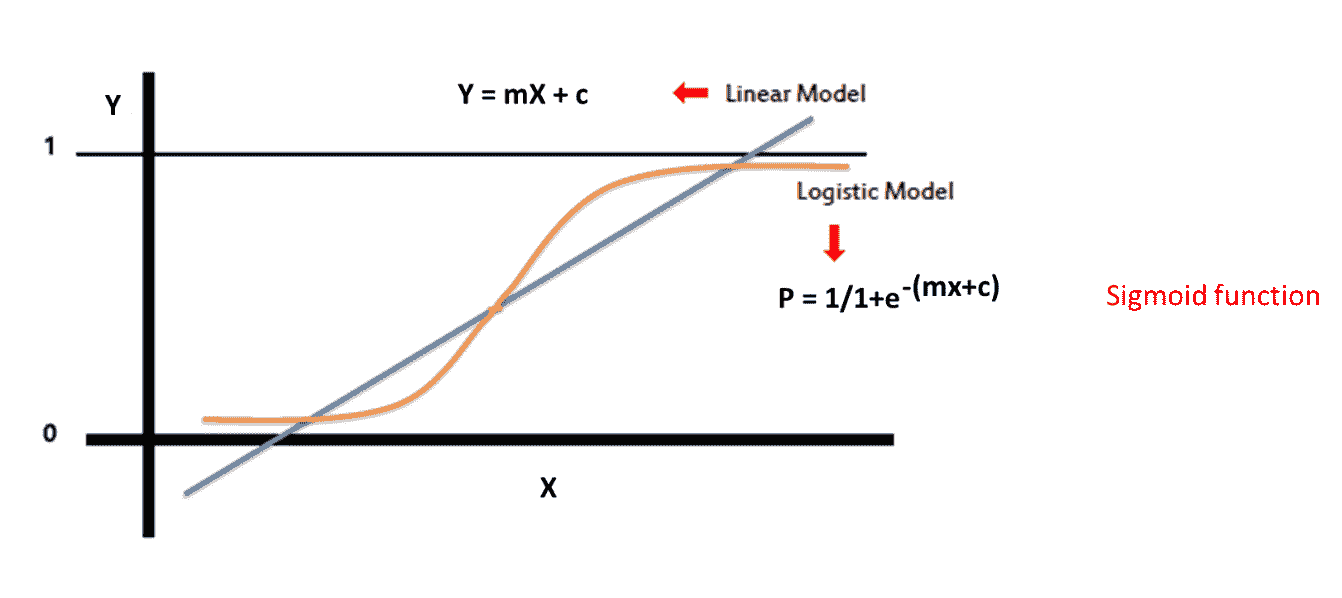 Y
Y = mX + c
Linear Model
1
Logistic Model
P = 1/1+e-(mx+c)
Sigmoid function
0
X